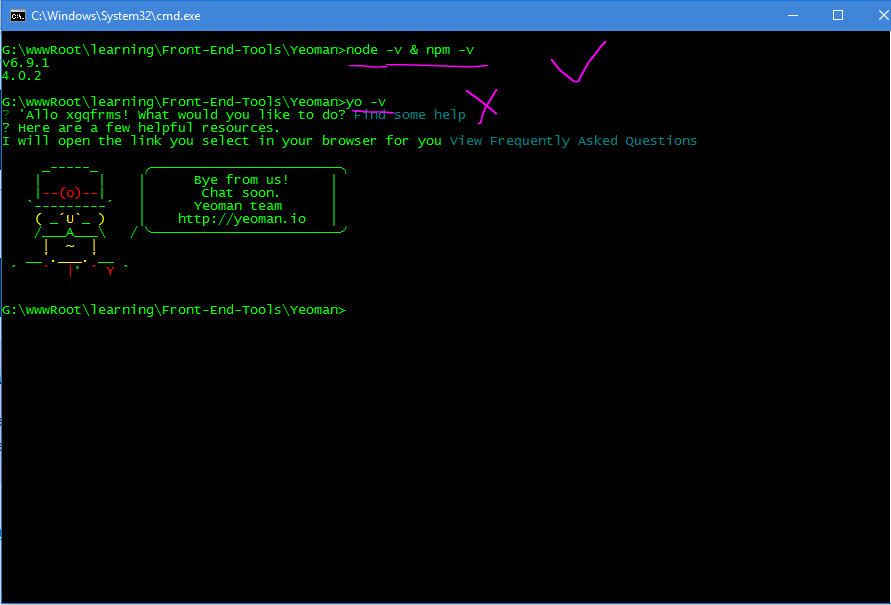 C:\Windows\System32\cmd.exe
G:\wwwRoot\learning\Front-End-Tools\Yeoman>node -v & npm -v
v6.9.1
4.0.2
G:\wwwRoot\learning\Front-End-Tools\Yeoman>yo -v
? 'Allo xgqfrms! What would you like to do? Find some help
? Here are a few helpful resources.
I will open the link you select in your browser for you View Frequently Asked Questions
Bye from us!
Chat soon.
Yeoman team
http://yeoman.io
G:\wwwRoot\learning\Front-End-Tools\Yeoman>